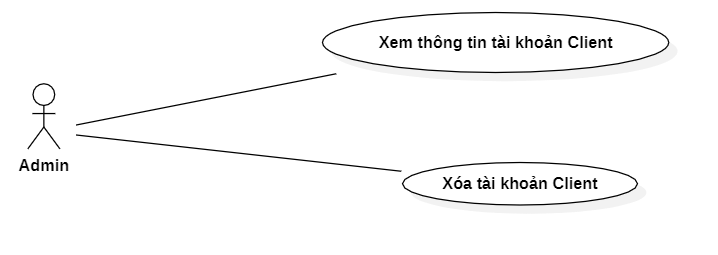 Xem thông tin tài khoản Client
Admin
Xóa tài khoản Client